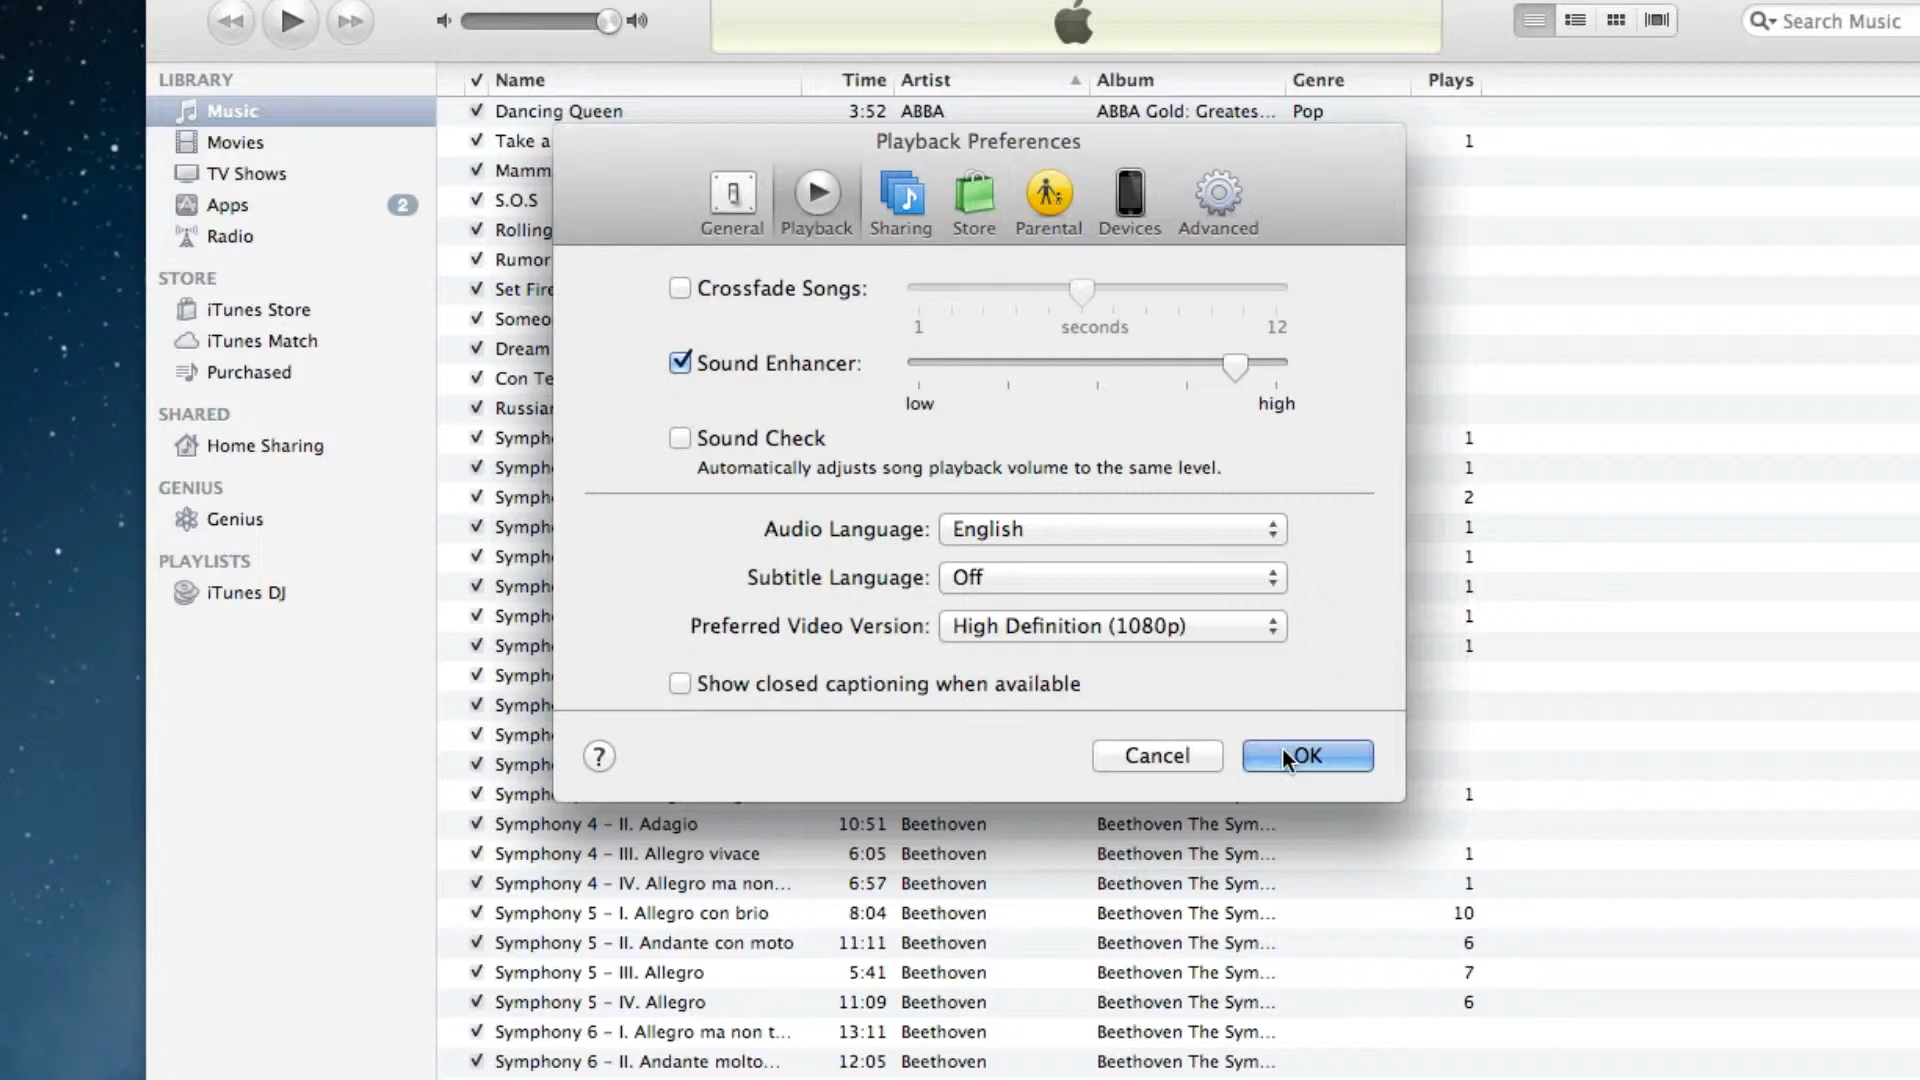 Search Music
LIBRARY
Music
Movies
TV Shows
Apps 2
Radio
STORE
iTunes Store
iTunes Match
Purchased
SHARED
Home Sharing
GENIUS
Genius
PLAYLISTS
iTunes DJ
✓ Name Time Artist Album Genre Plays
Dancing Queen 3:52 ABBA ABBA Gold: Greates... Pop
Take a 1
Mamm
S.O.S
Rolling
Rumor
Set Fire
Someo
Dream
Con Te
Russian
Symph 1
Symph 1
Symph 2
Symph 1
Symph 1
Symph 1
Symph 1
Symph 1
Symph
Symph
Symph
Symph
1
Symphony 4 – II. Adagio 10:51 Beethoven Beethoven The Sym...
Symphony 4 – III. Allegro vivace 6:05 Beethoven Beethoven The Sym... 1
Symphony 4 – IV. Allegro ma non... 6:57 Beethoven Beethoven The Sym... 1
Symphony 5 – I. Allegro con brio 8:04 Beethoven Beethoven The Sym... 10
Symphony 5 – II. Andante con moto 11:11 Beethoven Beethoven The Sym... 6
Symphony 5 – III. Allegro 5:41 Beethoven Beethoven The Sym... 7
Symphony 5 – IV. Allegro 11:09 Beethoven Beethoven The Sym... 6
Symphony 6 – I. Allegro ma non t... 13:11 Beethoven Beethoven The Sym...
Symphony 6 – II. Andante molto... 12:05 Beethoven Beethoven The Sym...
Playback Preferences
General Playback Sharing Store Parental Devices Advanced
Crossfade Songs:
1 seconds 12
Sound Enhancer:
low high
Sound Check
Automatically adjusts song playback volume to the same level.
Audio Language: English
Subtitle Language: Off
Preferred Video Version: High Definition (1080p)
Show closed captioning when available
? Cancel OK